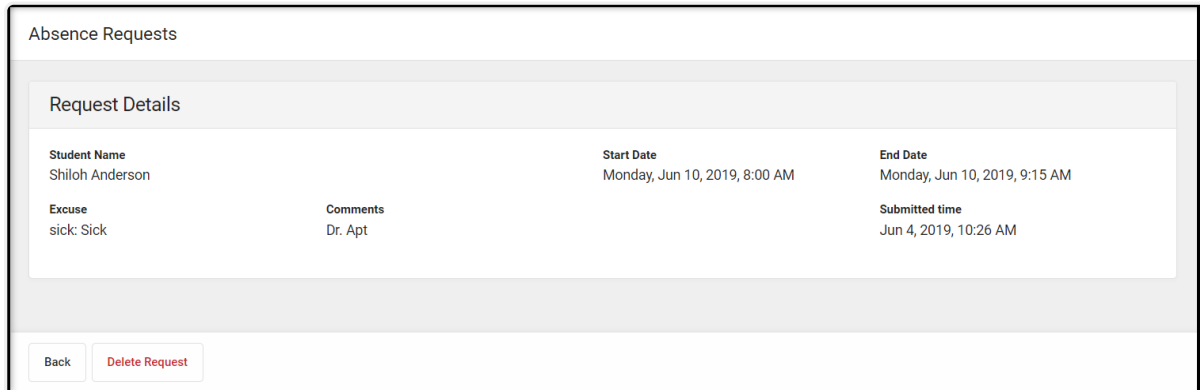 Absence Requests
Request Details
Student Name
Shiloh Anderson
Start Date
Monday, Jun 10, 2019, 8:00 AM
End Date
Monday, Jun 10, 2019, 9:15 AM
Excuse
sick: Sick
Comments
Dr. Apt
Submitted time
Jun 4, 2019, 10:26 AM
Back
Delete Request